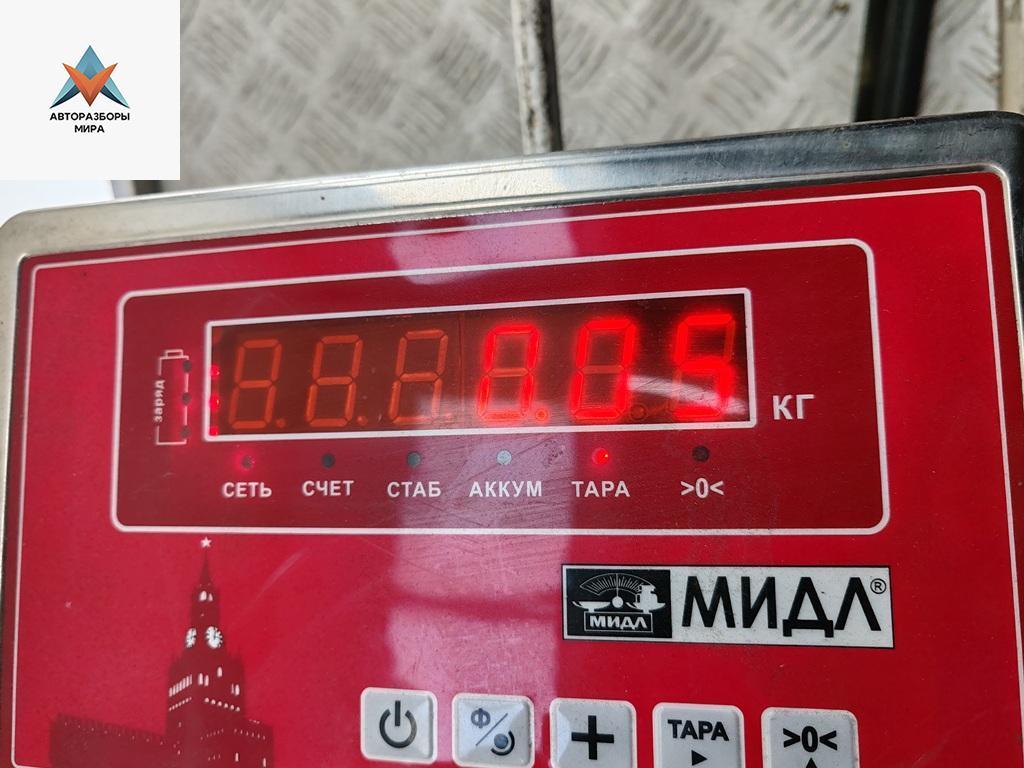 АВТОРАЗБОРЫ
МИРА
заряд
0.05
КГ
СЕТЬ СЧЕТ СТАБ АККУМ ТАРА >0<
МИДЛ
МИДЛ®
Ф
ТАРА
>0<